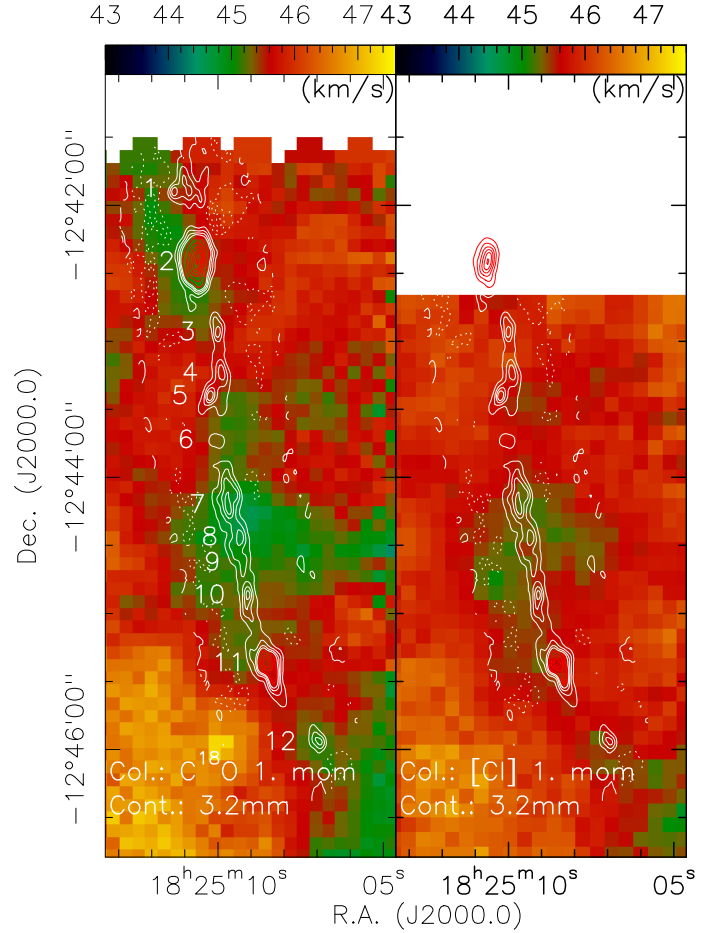 43 44 45 46 47 43 44 45 46 47
(km/s) (km/s)
−12°42'00"
−12°44'00"
−12°46'00"
Dec. (J2000.0)
1
2
3
4
5
6
7
8
9
10
11
12
Col.: C¹⁸O 1. mom Col.: [CI] 1. mom
Cont.: 3.2mm Cont.: 3.2mm
18ʰ25ᵐ10ˢ 05ˢ 18ʰ25ᵐ10ˢ 05ˢ
R.A. (J2000.0)